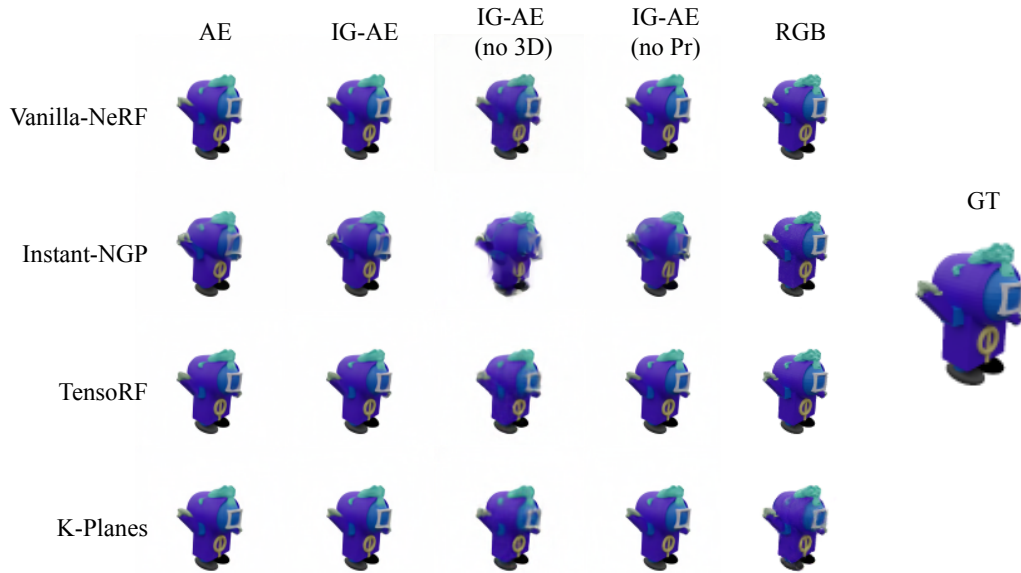 AE
IG-AE
IG-AE
(no 3D)
IG-AE
(no Pr)
RGB
Vanilla-NeRF
Instant-NGP
GT
TensoRF
K-Planes